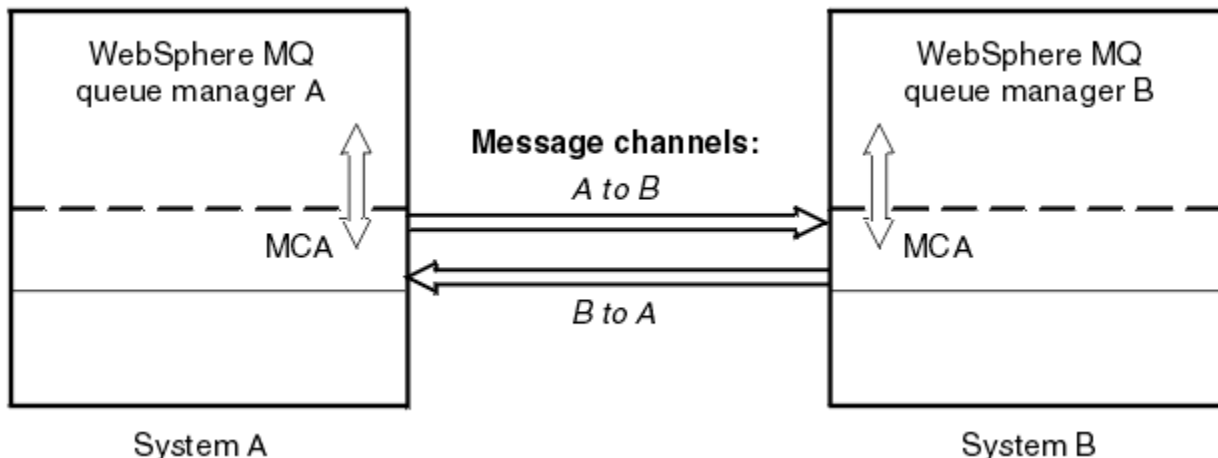 WebSphere MQ
queue manager A
WebSphere MQ
queue manager B
Message channels:
A to B
MCA
MCA
B to A
System A
System B